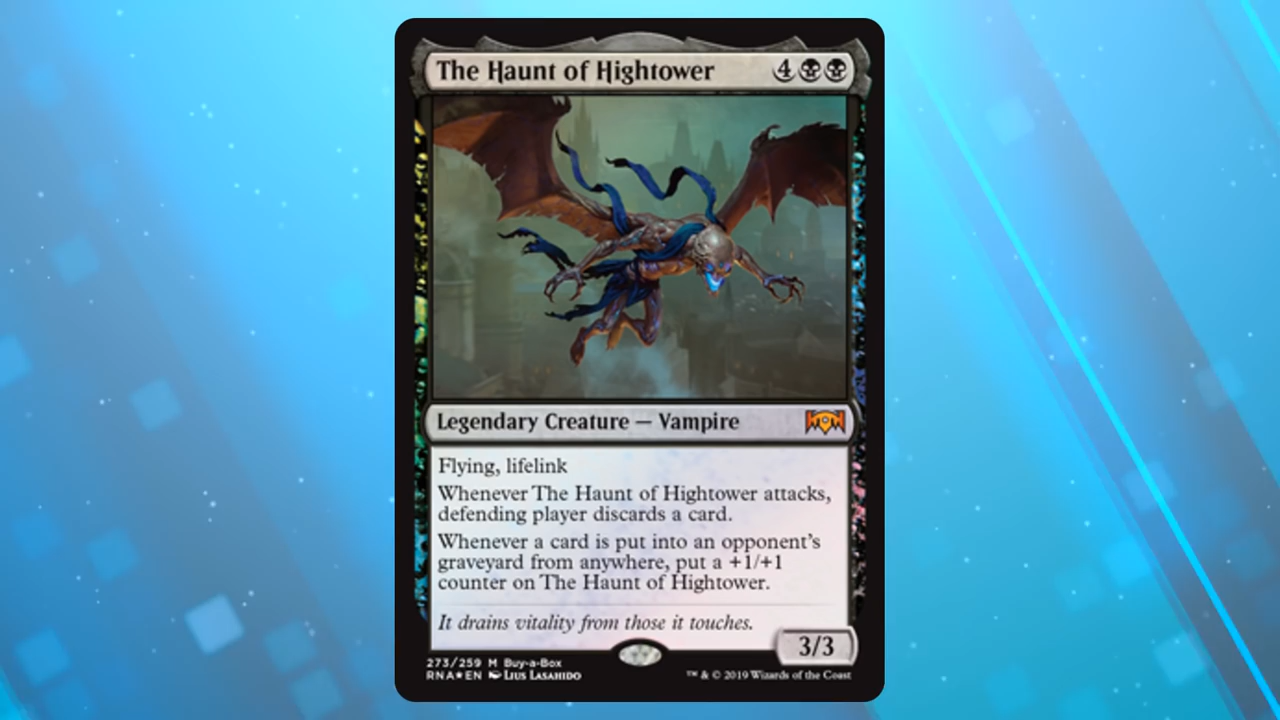 The Haunt of Hightower 4
Legendary Creature — Vampire
Flying, lifelink
Whenever The Haunt of Hightower attacks,
defending player discards a card.
Whenever a card is put into an opponent's
graveyard from anywhere, put a +1/+1
counter on The Haunt of Hightower.
It drains vitality from those it touches.
3/3
273/259 M Buy-a-Box
RNA★EN Lius Lasahido
™ & © 2019 Wizards of the Coast